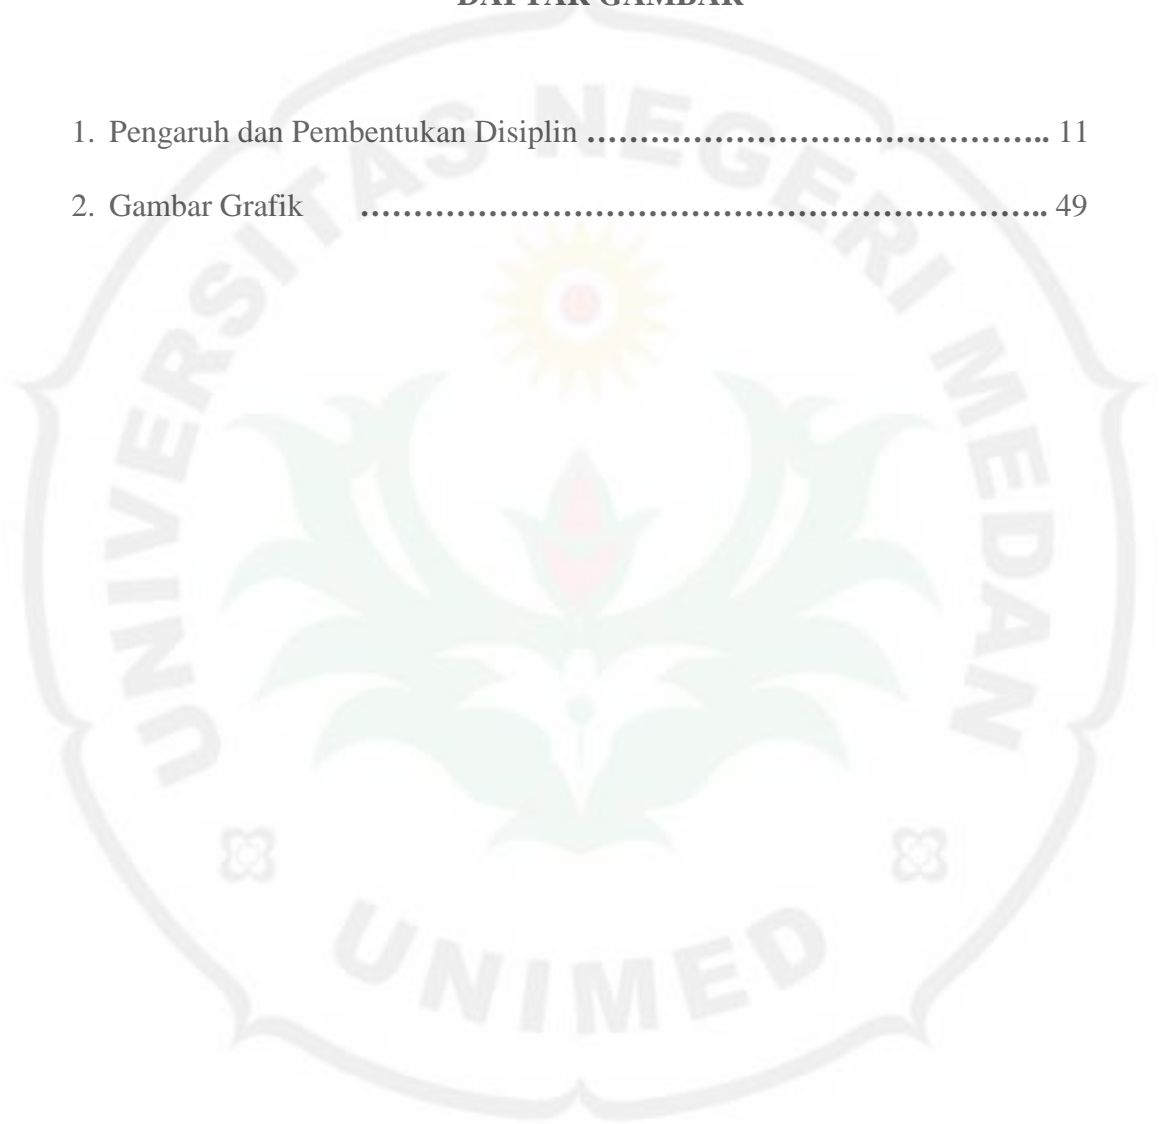 DAFTAR GAMBAR
1. Pengaruh dan Pembentukan Disiplin ………………………………….. 11
2. Gambar Grafik ……………………………………………………….. 49
UNIVERSITAS NEGERI MEDAN
UNIMED